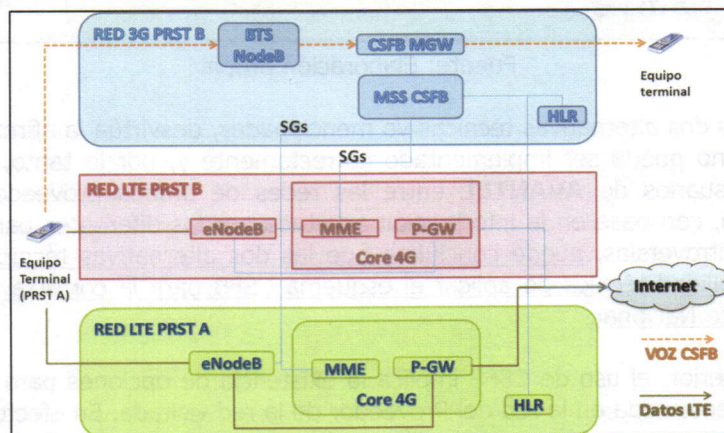 RED 3G PRST B
BTS
NodeB
CSFB MGW
MSS CSFB
HLR
Equipo
terminal
SGs
SGs
RED LTE PRST B
eNodeB
MME
P-GW
Core 4G
Equipo
Terminal
(PRST A)
Internet
RED LTE PRST A
eNodeB
MME
P-GW
Core 4G
HLR
VOZ CSFB
Datos LTE